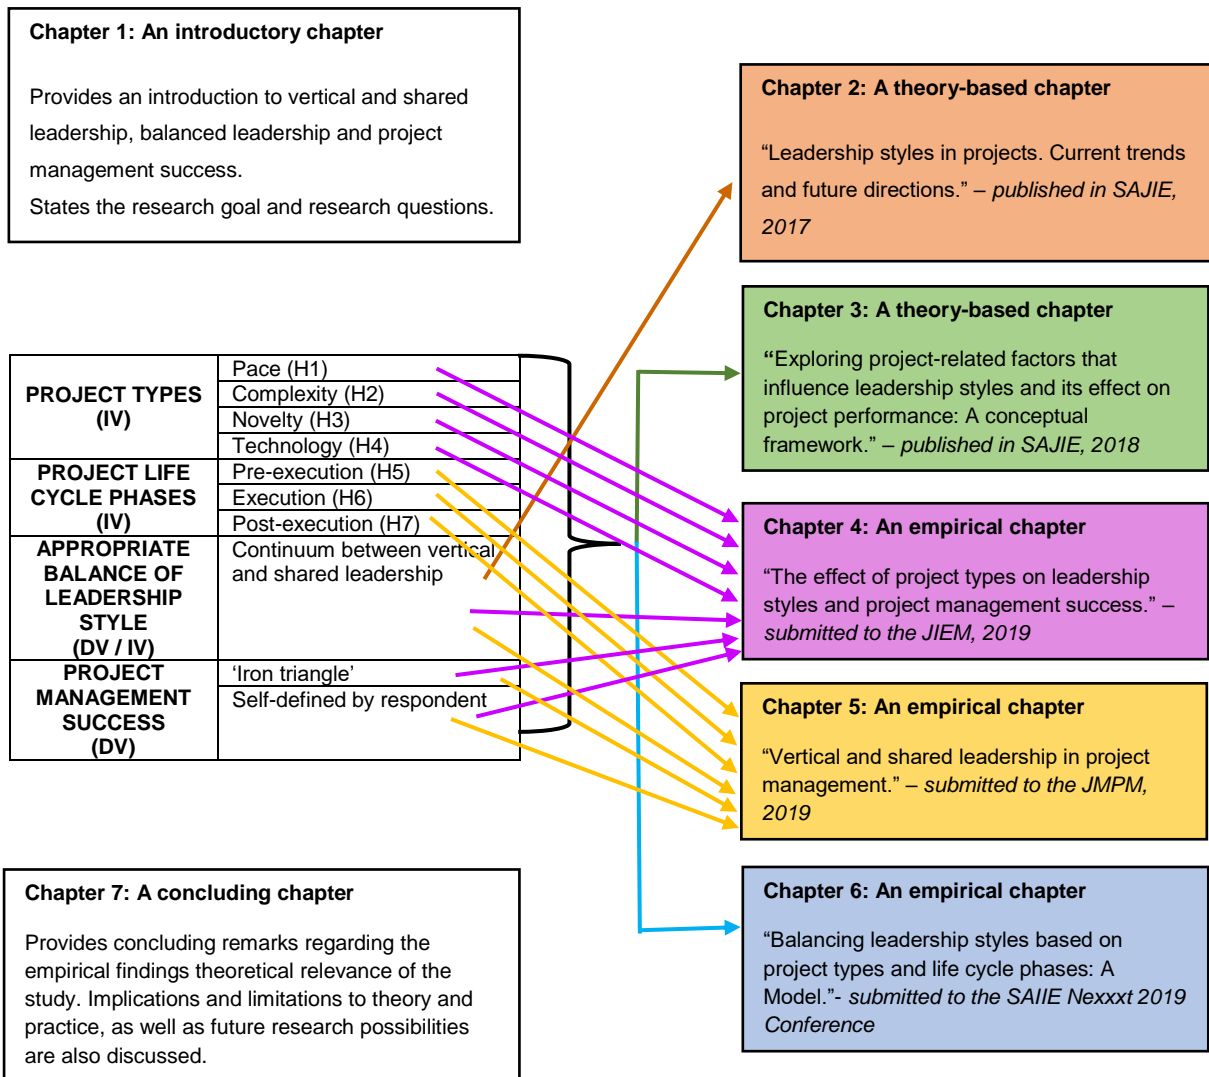 Chapter 1: An introductory chapter
Provides an introduction to vertical and shared
leadership, balanced leadership and project
management success.
States the research goal and research questions.
Chapter 2: A theory-based chapter
“Leadership styles in projects. Current trends
and future directions.” – published in SAJIE,
2017
Chapter 3: A theory-based chapter
“Exploring project-related factors that
influence leadership styles and its effect on
project performance: A conceptual
framework.” – published in SAJIE, 2018
PROJECT TYPES
(IV)
Pace (H1)
Complexity (H2)
Novelty (H3)
Technology (H4)
PROJECT LIFE
CYCLE PHASES
(IV)
Pre-execution (H5)
Execution (H6)
Post-execution (H7)
APPROPRIATE
BALANCE OF
LEADERSHIP
STYLE
(DV / IV)
Continuum between vertical
and shared leadership
PROJECT
MANAGEMENT
SUCCESS
(DV)
‘Iron triangle’
Self-defined by respondent
Chapter 4: An empirical chapter
“The effect of project types on leadership
styles and project management success.” –
submitted to the JIEM, 2019
Chapter 5: An empirical chapter
“Vertical and shared leadership in project
management.” – submitted to the JMPM,
2019
Chapter 6: An empirical chapter
“Balancing leadership styles based on
project types and life cycle phases: A
Model.”- submitted to the SAIIE Nexxxt 2019
Conference
Chapter 7: A concluding chapter
Provides concluding remarks regarding the
empirical findings theoretical relevance of the
study. Implications and limitations to theory and
practice, as well as future research possibilities
are also discussed.